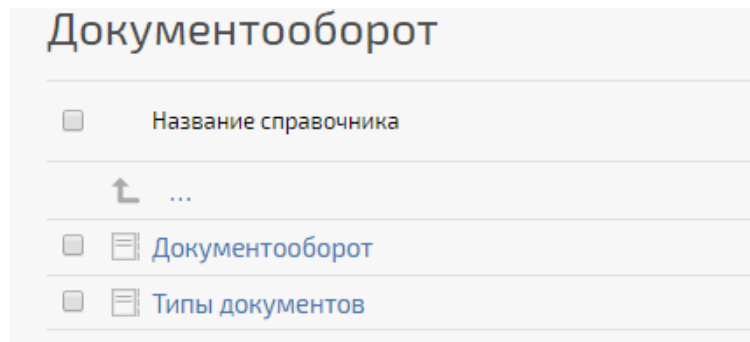 Документооборот
Название справочника
...
Документооборот
Типы документов